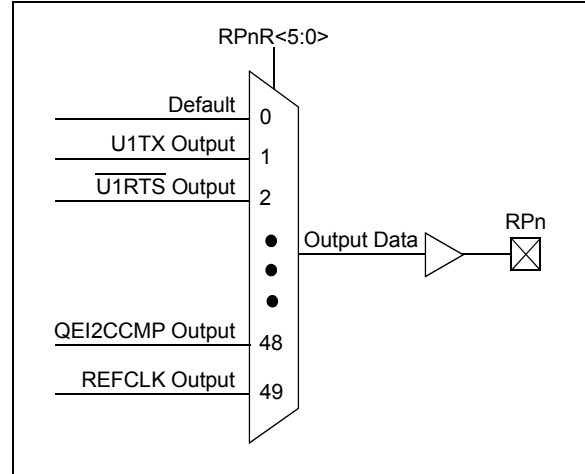 RPnR<5:0>
Default
0
U1TX Output
1
U̅1̅R̅T̅S̅ Output
2
Output Data
RPn
QEI2CCMP Output
48
REFCLK Output
49